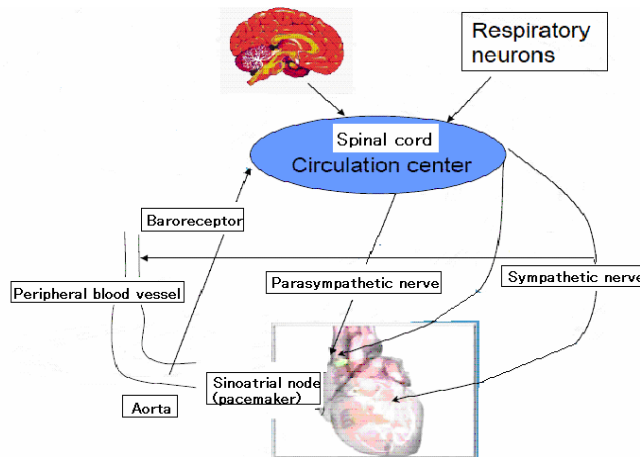 Respiratory
neurons
Spinal cord
Circulation center
Baroreceptor
Peripheral blood vessel
Parasympathetic nerve
Sympathetic nerve
Sinoatrial node
(pacemaker)
Aorta